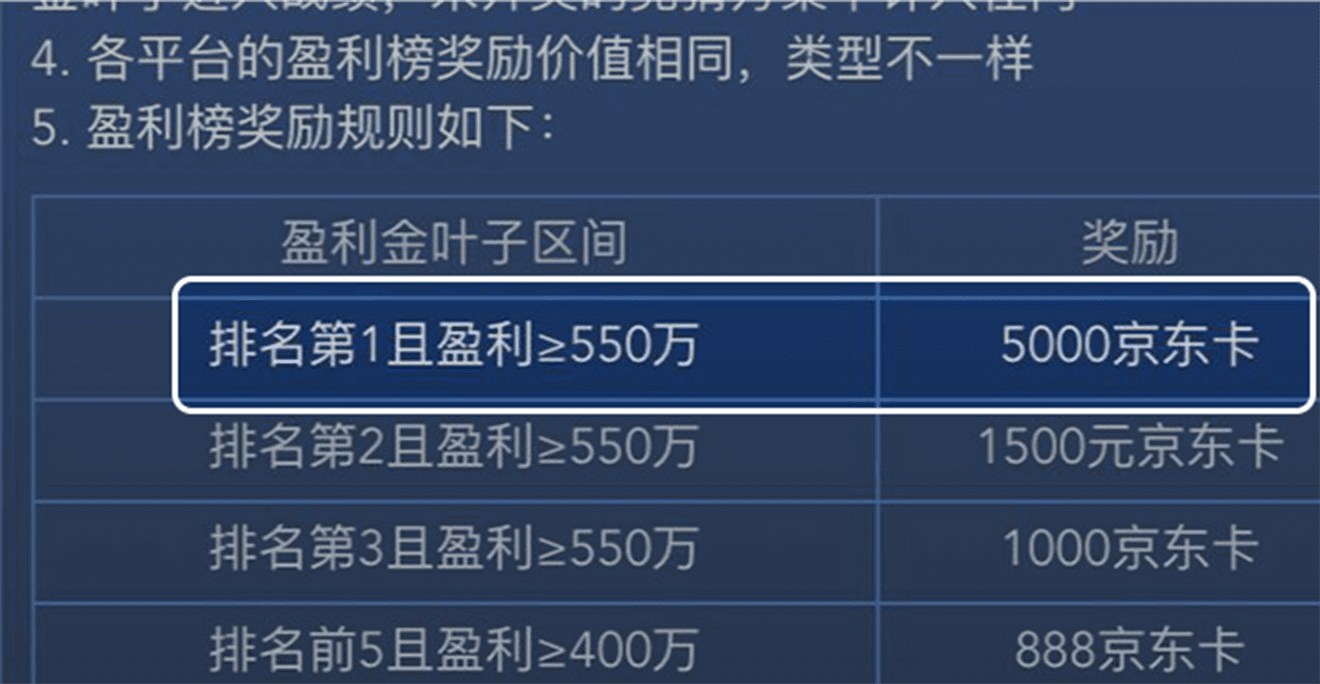 4. 各平台的盈利榜奖励价值相同，类型不一样
5. 盈利榜奖励规则如下：
盈利金叶子区间 奖励
排名第1且盈利≥550万 5000京东卡
排名第2且盈利≥550万 1500元京东卡
排名第3且盈利≥550万 1000京东卡
排名前5且盈利≥400万 888京东卡